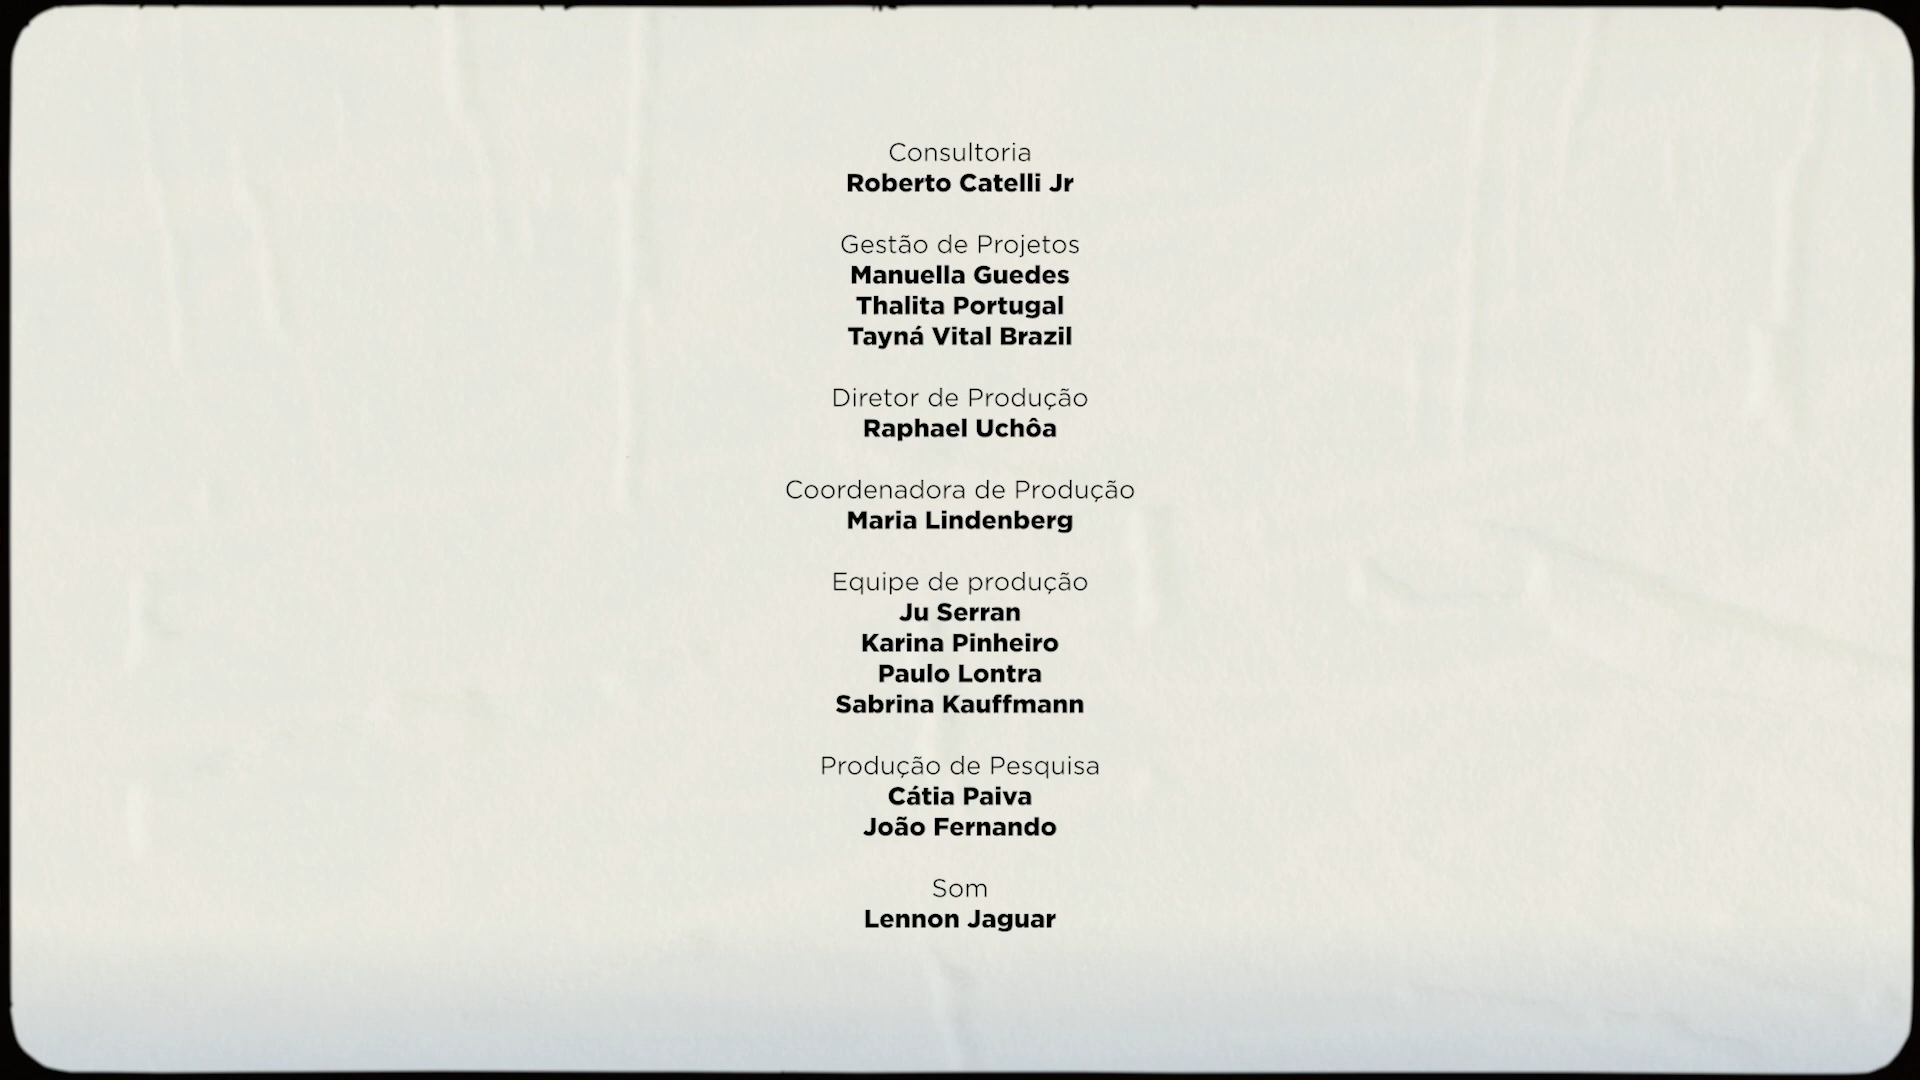 Consultoria
Roberto Catelli Jr
Gestão de Projetos
Manuella Guedes
Thalita Portugal
Tayná Vital Brazil
Diretor de Produção
Raphael Uchôa
Coordenadora de Produção
Maria Lindenberg
Equipe de produção
Ju Serran
Karina Pinheiro
Paulo Lontra
Sabrina Kauffmann
Produção de Pesquisa
Cátia Paiva
João Fernando
Som
Lennon Jaguar